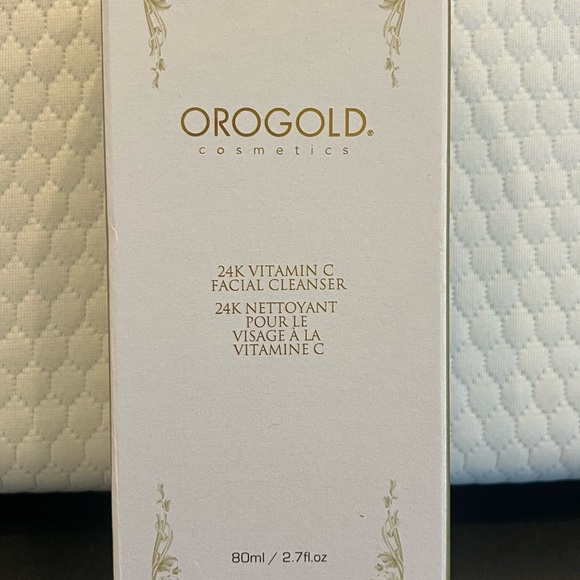 OROGOLD®
cosmetics
24K VITAMIN C
FACIAL CLEANSER
24K NETTOYANT
POUR LE
VISAGE À LA
VITAMINE C
80ml / 2.7fl.oz